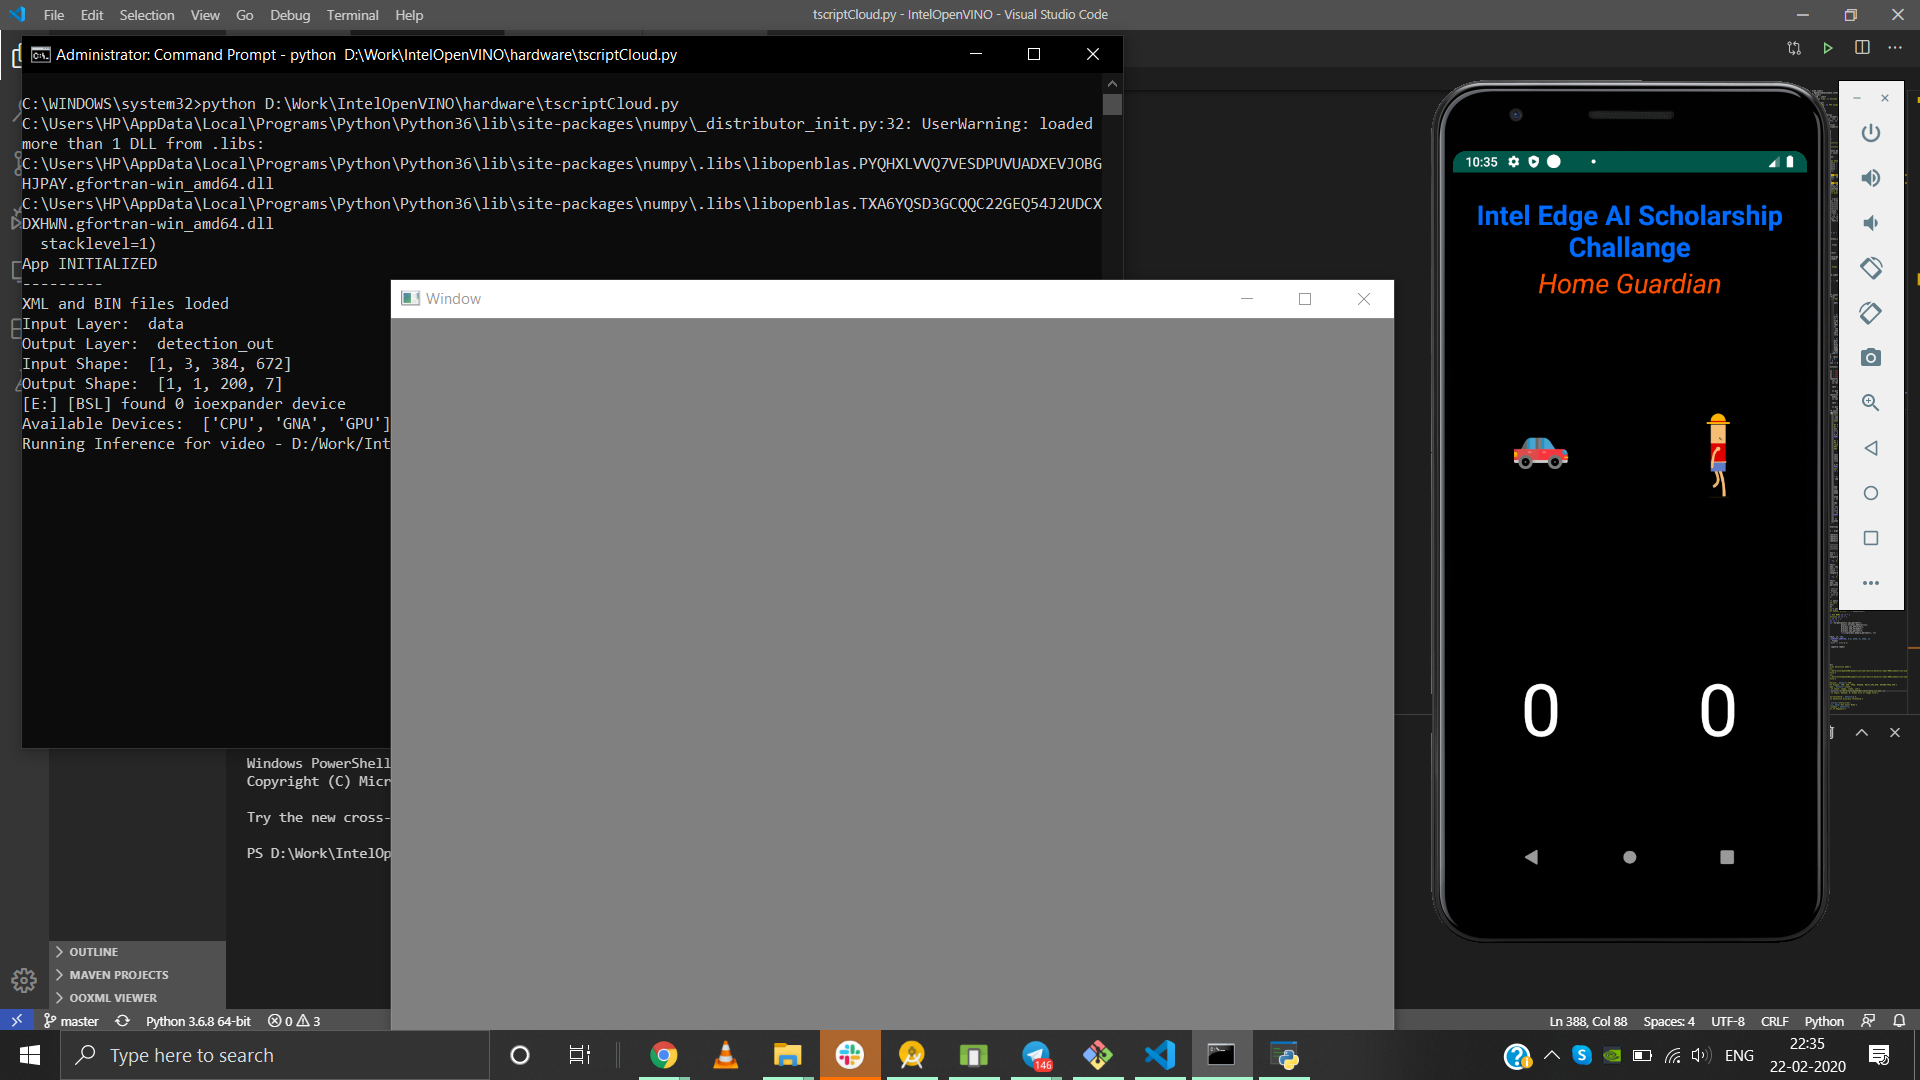 File Edit Selection View Go Debug Terminal Help
tscriptCloud.py - IntelOpenVINO - Visual Studio Code
Administrator: Command Prompt - python D:\Work\IntelOpenVINO\hardware\tscriptCloud.py
C:\WINDOWS\system32>python D:\Work\IntelOpenVINO\hardware\tscriptCloud.py
C:\Users\HP\AppData\Local\Programs\Python\Python36\lib\site-packages\numpy\_distributor_init.py:32: UserWarning: loaded
more than 1 DLL from .libs:
C:\Users\HP\AppData\Local\Programs\Python\Python36\lib\site-packages\numpy\.libs\libopenblas.PYQHXLVVQ7VESDPUVUADXEVJOBG
HJPAY.gfortran-win_amd64.dll
C:\Users\HP\AppData\Local\Programs\Python\Python36\lib\site-packages\numpy\.libs\libopenblas.TXA6YQSD3GCQQC22GEQ54J2UDCX
DXHWN.gfortran-win_amd64.dll
stacklevel=1)
App INITIALIZED
---------
XML and BIN files loded
Input Layer: data
Output Layer: detection_out
Input Shape: [1, 3, 384, 672]
Output Shape: [1, 1, 200, 7]
[E:] [BSL] found 0 ioexpander device
Available Devices: ['CPU', 'GNA', 'GPU']
Running Inference for video - D:/Work/Int
Window
10:35
Intel Edge AI Scholarship
Challange
Home Guardian
0 0
Windows PowerShell
Copyright (C) Micr
Try the new cross-
PS D:\Work\IntelOp
OUTLINE
MAVEN PROJECTS
OOXML VIEWER
master Python 3.6.8 64-bit 0 3
Ln 388, Col 88 Spaces: 4 UTF-8 CRLF Python
Type here to search
146
ENG
22:35
22-02-2020